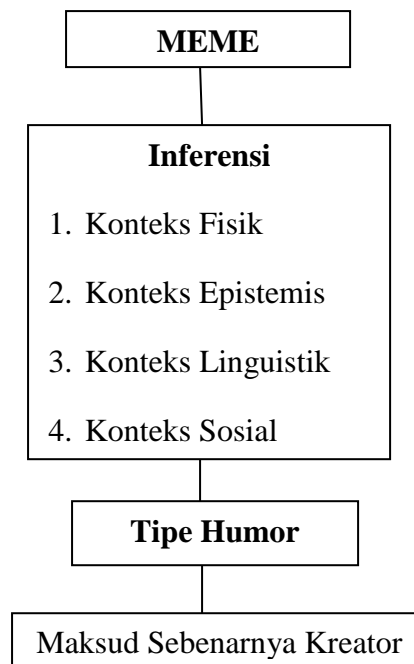 MEME
Inferensi
1. Konteks Fisik
2. Konteks Epistemis
3. Konteks Linguistik
4. Konteks Sosial
Tipe Humor
Maksud Sebenarnya Kreator